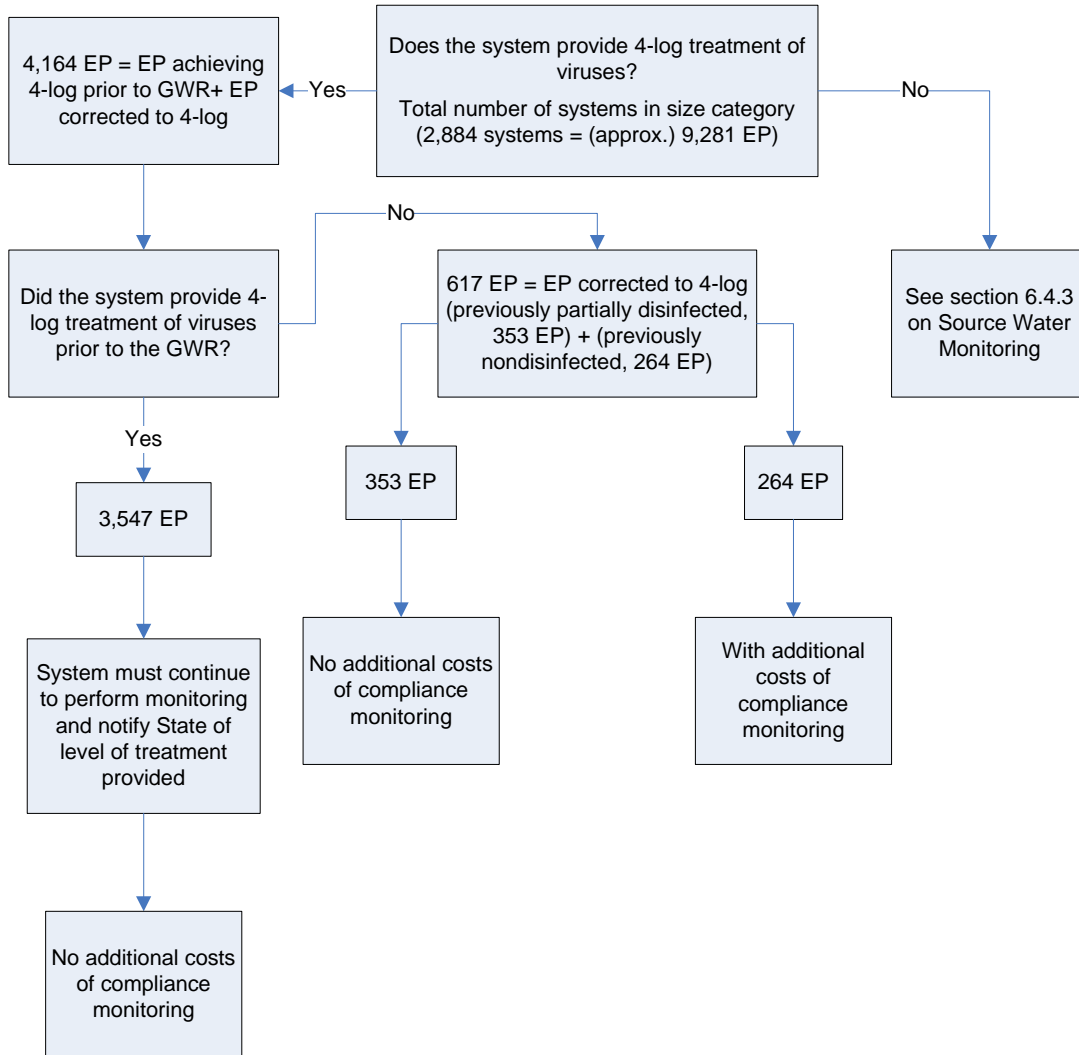 Does the system provide 4-log treatment of
viruses?
Total number of systems in size category
(2,884 systems = (approx.) 9,281 EP)
Yes
No
4,164 EP = EP achieving
4-log prior to GWR+ EP
corrected to 4-log
No
Did the system provide 4-
log treatment of viruses
prior to the GWR?
617 EP = EP corrected to 4-log
(previously partially disinfected,
353 EP) + (previously
nondisinfected, 264 EP)
See section 6.4.3
on Source Water
Monitoring
Yes
3,547 EP
353 EP
264 EP
System must continue
to perform monitoring
and notify State of
level of treatment
provided
No additional costs
of compliance
monitoring
With additional
costs of
compliance
monitoring
No additional costs
of compliance
monitoring